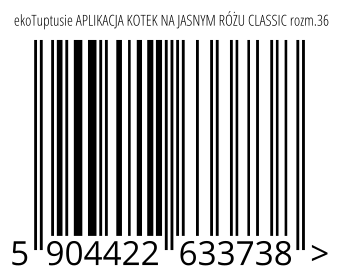 ekoTuptusie APLIKACJA KOTEK NA JASNYM RÓŻU CLASSIC rozm.36
5 904422 633738 >